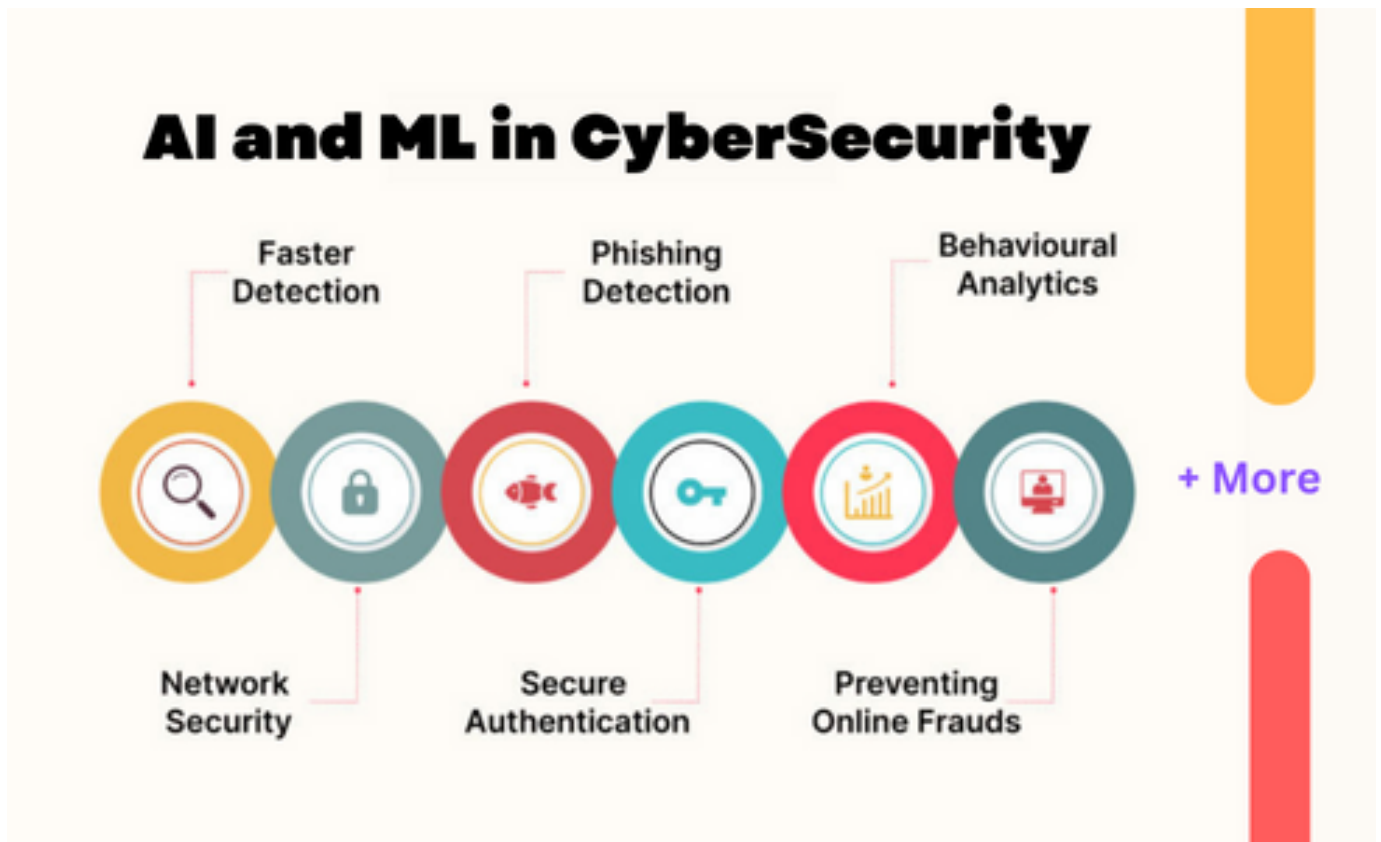 AI and ML in CyberSecurity
Faster
Detection
Phishing
Detection
Behavioural
Analytics
+ More
Network
Security
Secure
Authentication
Preventing
Online Frauds